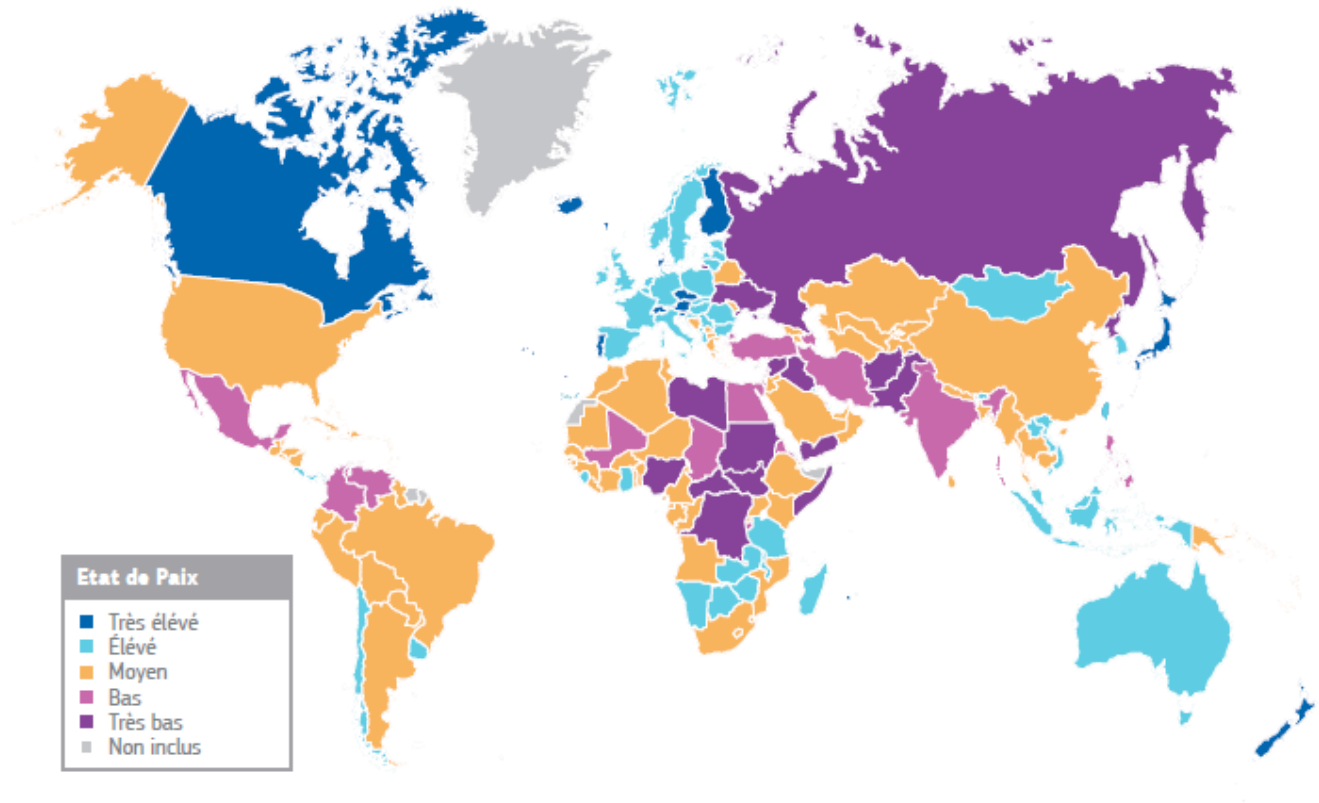 Etat de Paix
Très élévé
Élévé
Moyen
Bas
Très bas
Non inclus